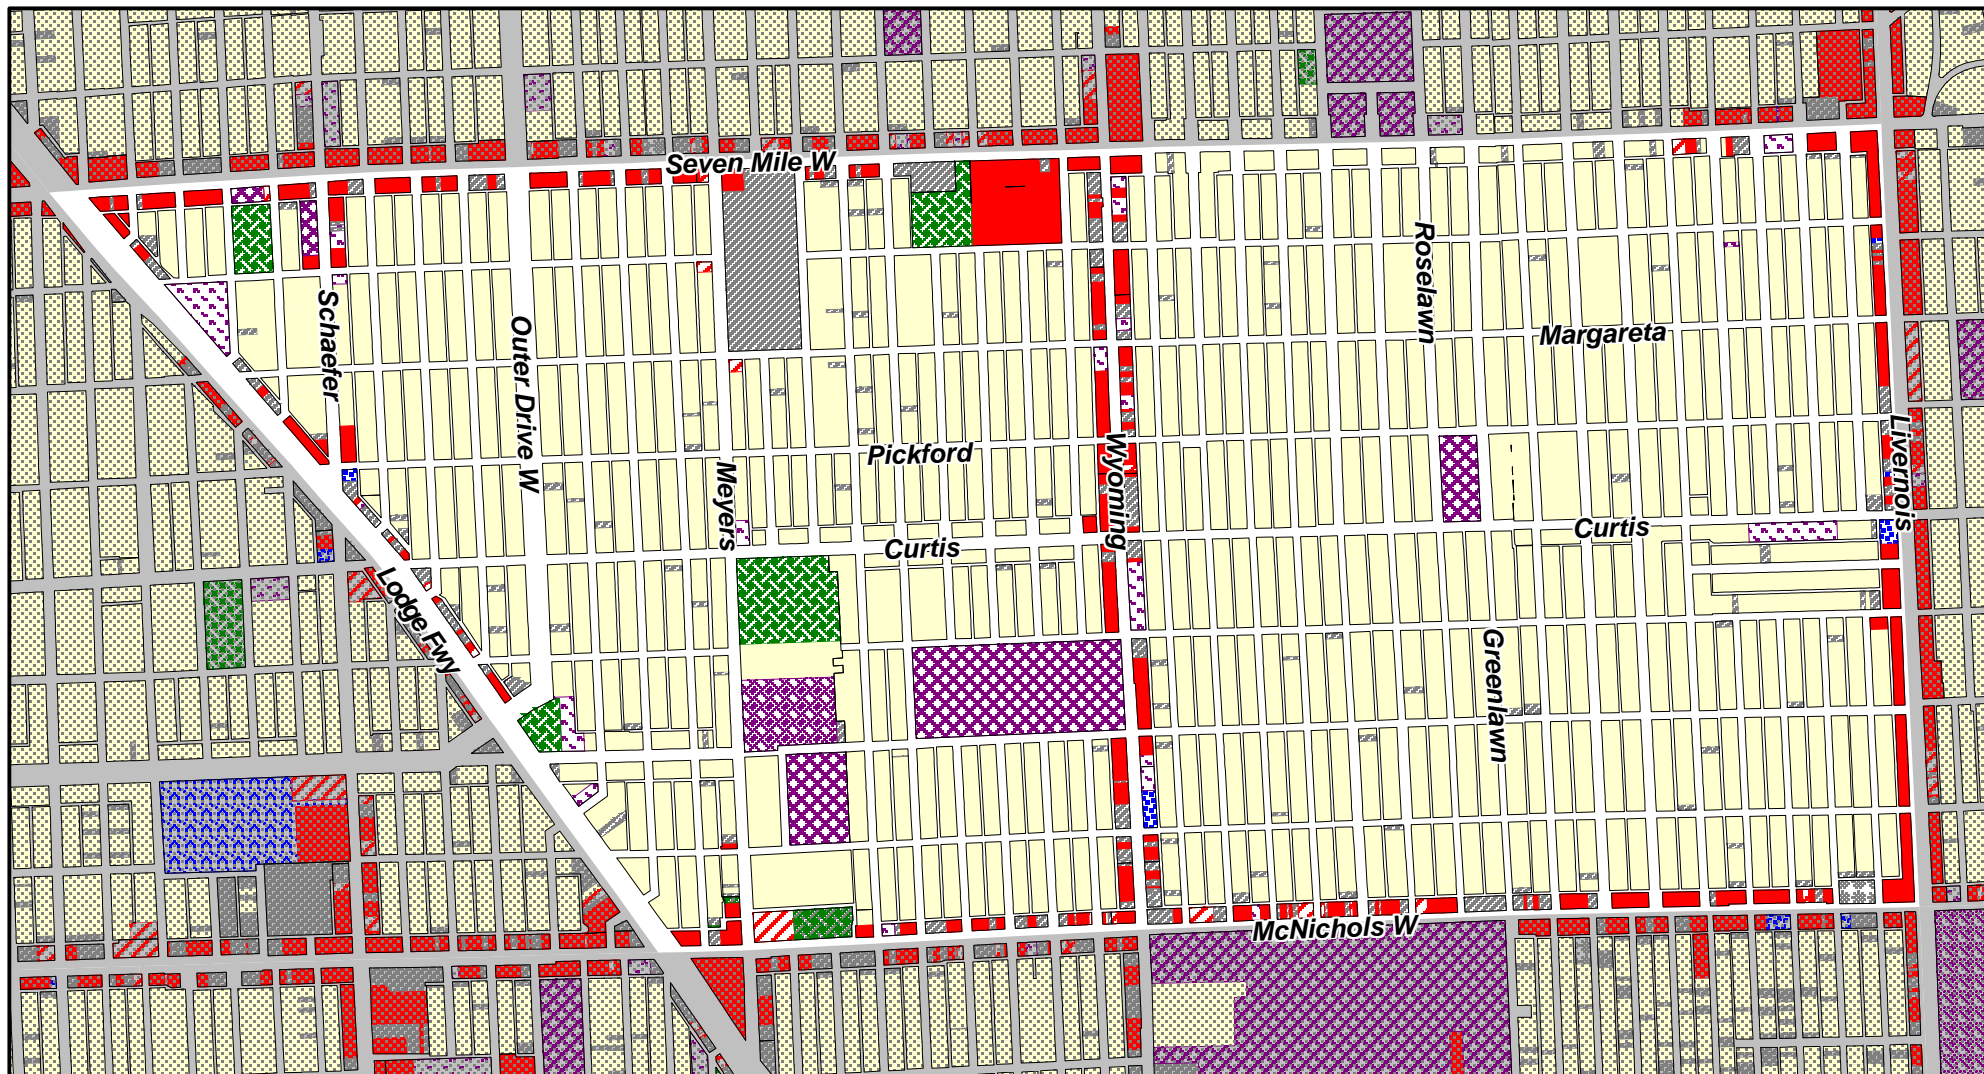 Seven Mile W
Roselawn
Schaefer
Outer Drive W
Margareta
Livernois
Pickford
Wyoming
Meyers
Curtis
Curtis
Lodge Fwy
Greenlawn
McNichols W